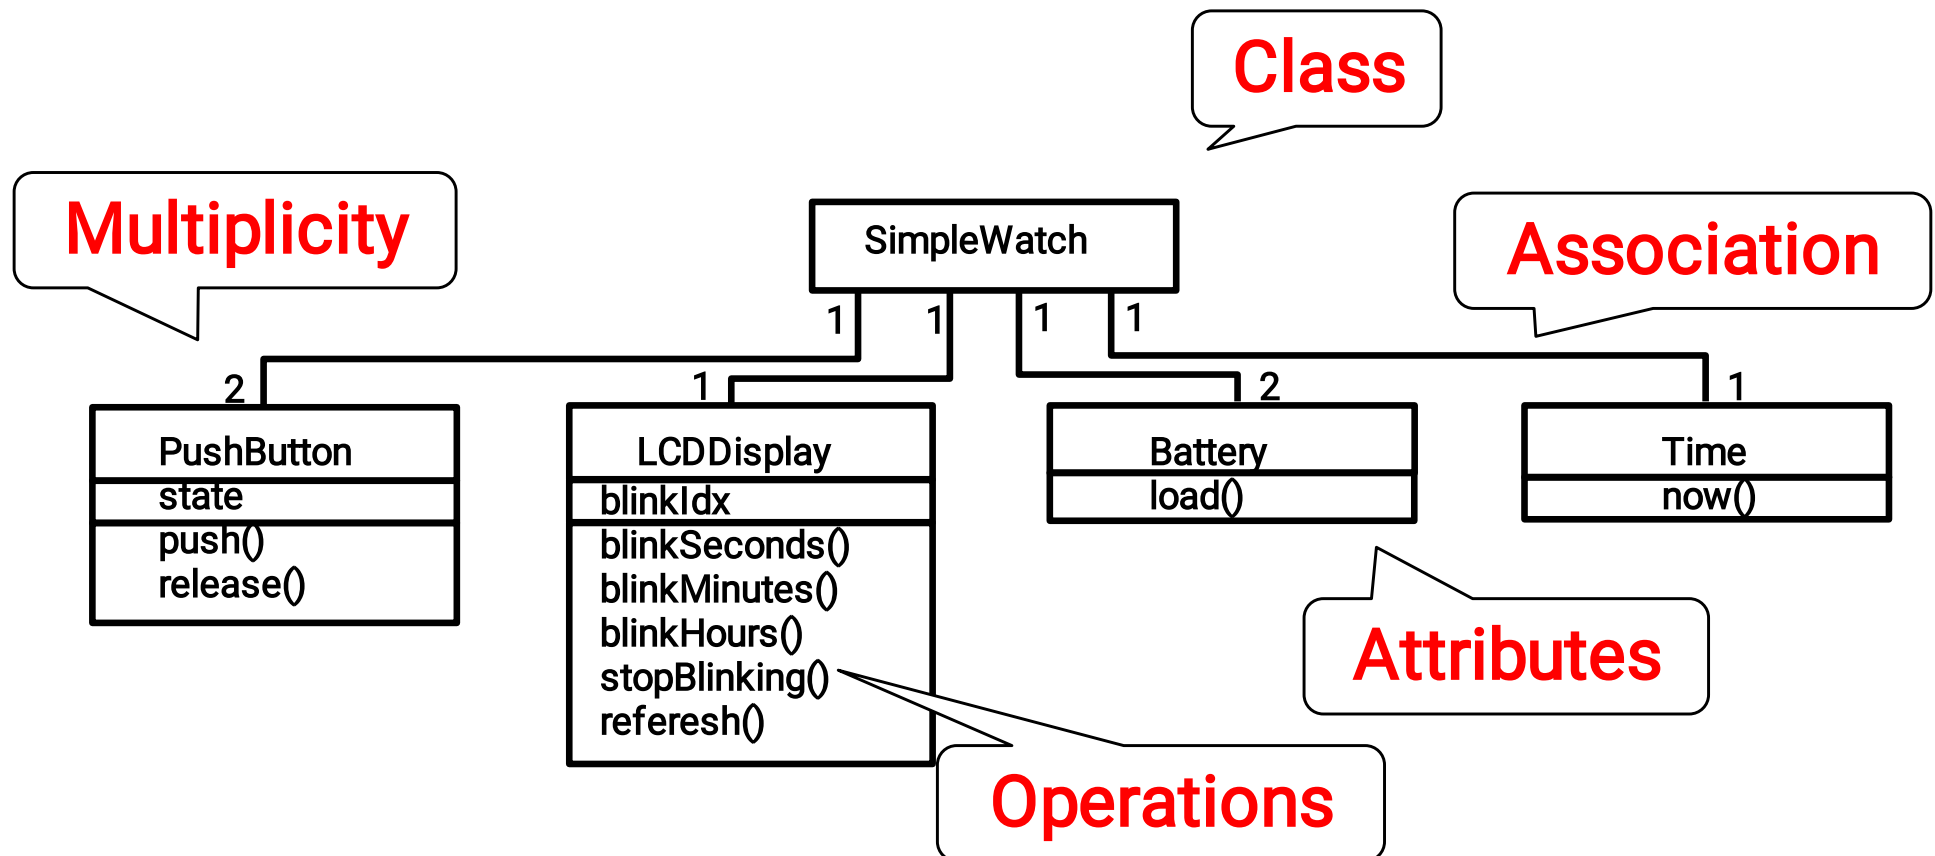 Class
Multiplicity
SimpleWatch
Association
1
1
1
1
2
1
2
1
PushButton
state
push()
release()
LCDDisplay
blinkIdx
blinkSeconds()
blinkMinutes()
blinkHours()
stopBlinking()
referesh()
Battery
load()
Time
now()
Attributes
Operations